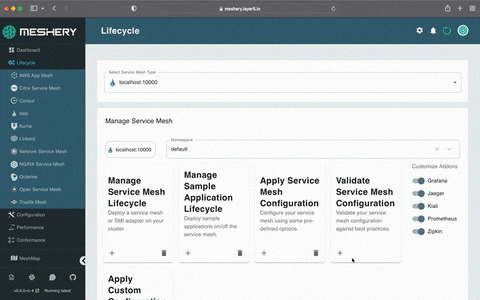 meshery.layer5.io
MESHERY
Lifecycle
Dashboard
Lifecycle
AWS App Mesh
Citrix Service Mesh
Consul
Istio
Kuma
Linkerd
Network Service Mesh
NGINX Service Mesh
Octarine
Open Service Mesh
Traefik Mesh
Configuration
Performance
Conformance
MeshMap
Running latest
Select Service Mesh Type
localhost:10000
Manage Service Mesh
localhost:10000
Namespace
default
Manage
Service Mesh
Lifecycle
Deploy a service mesh
or SMI adapter on your
cluster.
Manage
Sample
Application
Lifecycle
Deploy sample
applications on/off the
service mesh.
Apply Service
Mesh
Configuration
Configure your service
mesh using some pre-
defined options.
Validate
Service Mesh
Configuration
Validate your service
mesh configuration
against best practices.
Customize Addons
Grafana
Jaeger
Kiali
Prometheus
Zipkin
Apply
Custom
Configuration